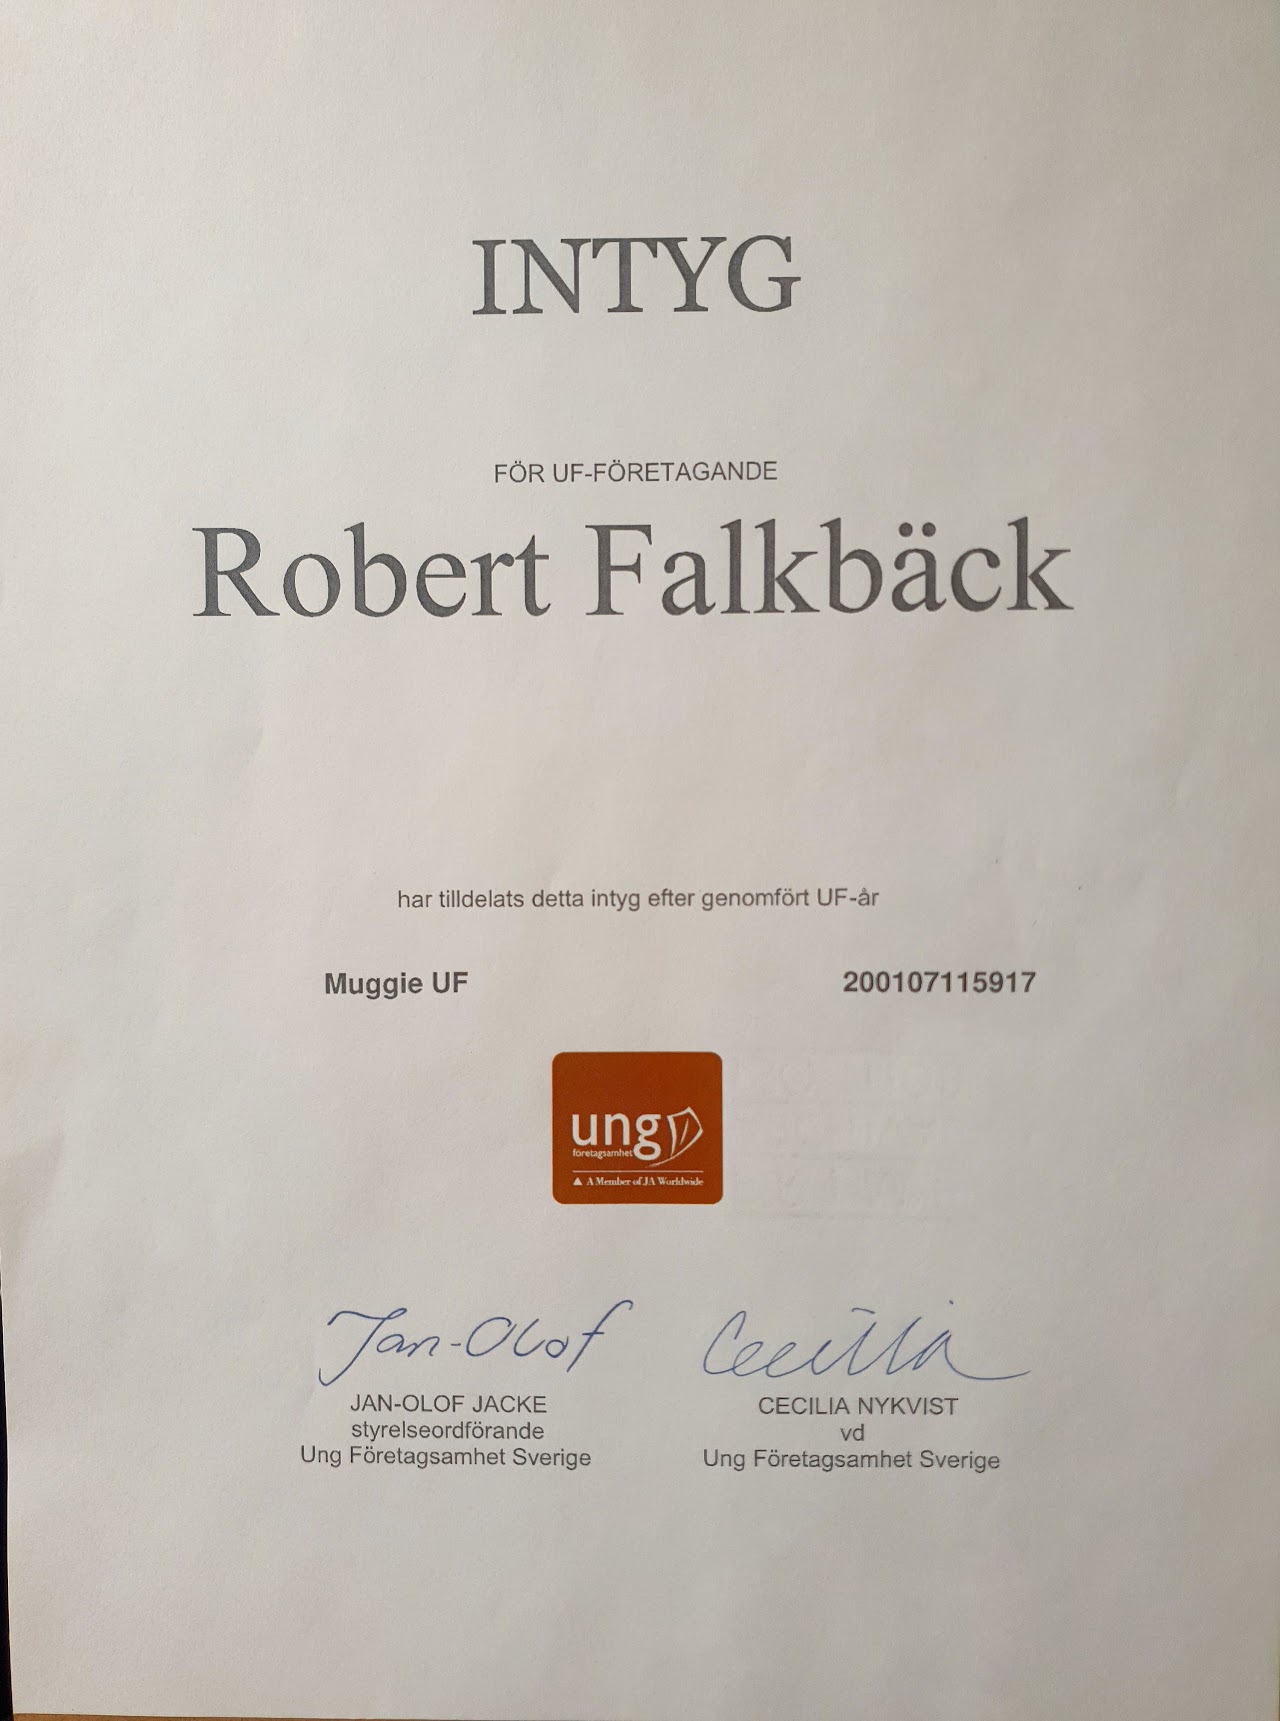 INTYG
FÖR UF-FÖRETAGANDE
Robert Falkbäck
har tilldelats detta intyg efter genomfört UF-år
Muggie UF 200107115917
ung
företagsamhet
A Member of JA Worldwide
Jan-Olof Cecilia
JAN-OLOF JACKE
styrelseordförande
Ung Företagsamhet Sverige
CECILIA NYKVIST
vd
Ung Företagsamhet Sverige